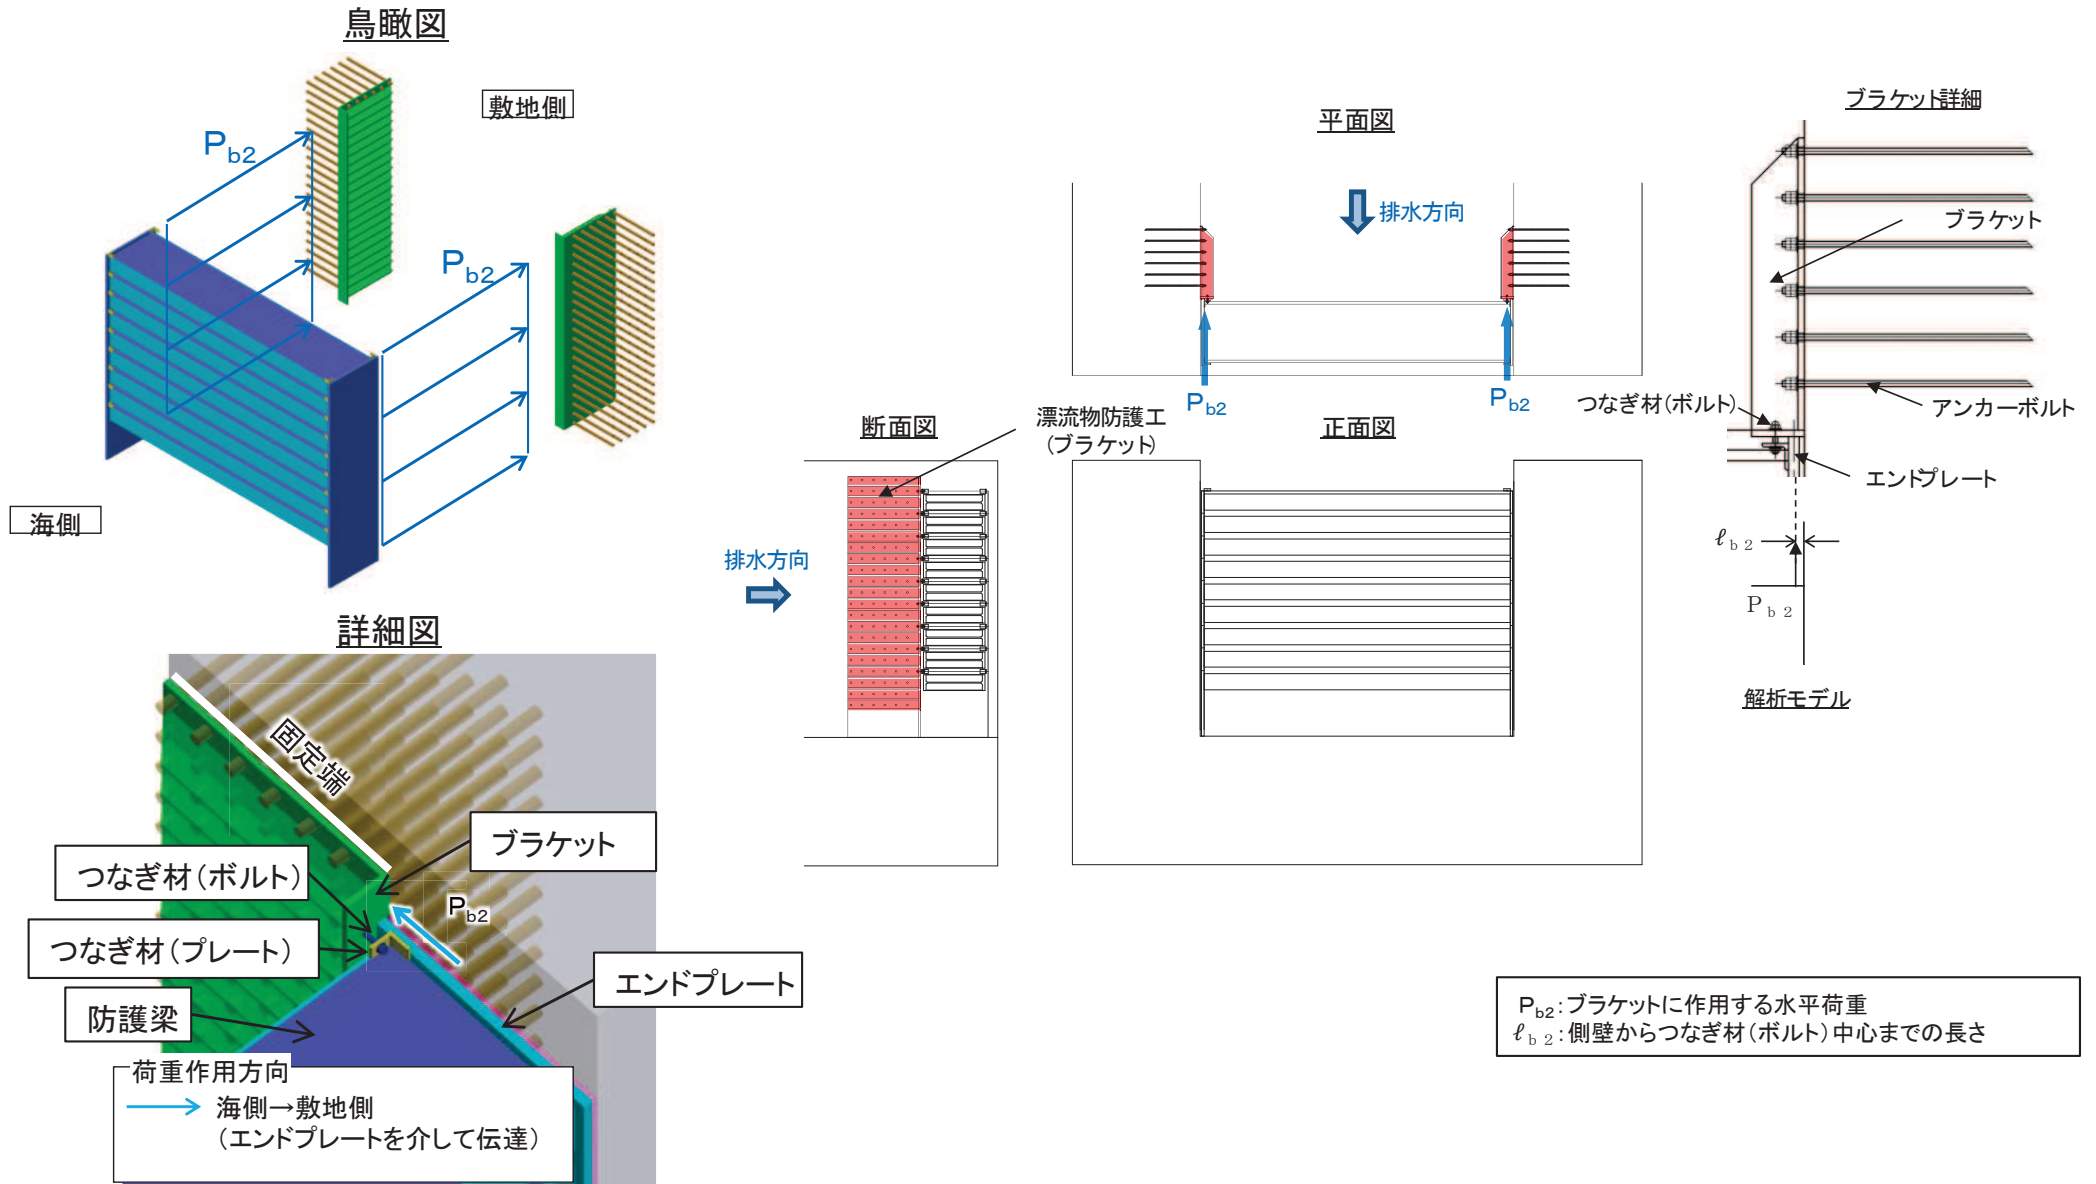 鳥瞰図
敷地側
Pb2
Pb2
海側
詳細図
固定端
ブラケット
つなぎ材(ボルト)
Pb2
つなぎ材(プレート)
エンドプレート
防護梁
荷重作用方向
海側→敷地側
(エンドプレートを介して伝達)
平面図
排水方向
Pb2
Pb2
断面図
漂流物防護工
(ブラケット)
排水方向
正面図
ブラケット詳細
ブラケット
つなぎ材(ボルト)
アンカーボルト
エンドプレート
ℓb2
Pb2
解析モデル
Pb2:ブラケットに作用する水平荷重
ℓb2:側壁からつなぎ材(ボルト)中心までの長さ